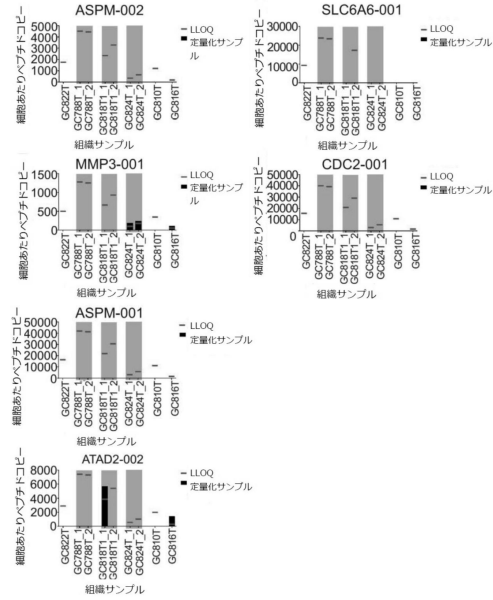 ASPM-002
細胞あたりペプチドコピー
5000
4000
3000
2000
1000
0
GC822T
GC788T_1
GC788T_2
GC818T1_1
GC818T1_2
GC824T_1
GC824T_2
GC810T
GC816T
組織サンプル
LLOQ
定量化サンプ
ル
SLC6A6-001
細胞あたりペプチドコピー
30000
20000
10000
0
GC822T
GC788T_1
GC788T_2
GC818T1_1
GC818T1_2
GC824T_1
GC824T_2
GC810T
GC816T
組織サンプル
LLOQ
定量化サンプル
MMP3-001
細胞あたりペプチドコピー
1500
1000
500
0
GC822T
GC788T_1
GC788T_2
GC818T1_1
GC818T1_2
GC824T_1
GC824T_2
GC810T
GC816T
組織サンプル
LLOQ
定量化サンプ
ル
CDC2-001
細胞あたりペプチドコピー
50000
40000
30000
20000
10000
0
GC822T
GC788T_1
GC788T_2
GC818T1_1
GC818T1_2
GC824T_1
GC824T_2
GC810T
GC816T
組織サンプル
LLOQ
定量化サンプル
ASPM-001
細胞あたりペプチドコピー
50000
40000
30000
20000
10000
0
GC822T
GC788T_1
GC788T_2
GC818T1_1
GC818T1_2
GC824T_1
GC824T_2
GC810T
GC816T
組織サンプル
LLOQ
定量化サンプル
ATAD2-002
細胞あたりペプチドコピー
8000
6000
4000
2000
0
GC822T
GC788T_1
GC788T_2
GC818T1_1
GC818T1_2
GC824T_1
GC824T_2
GC810T
GC816T
組織サンプル
LLOQ
定量化サンプル